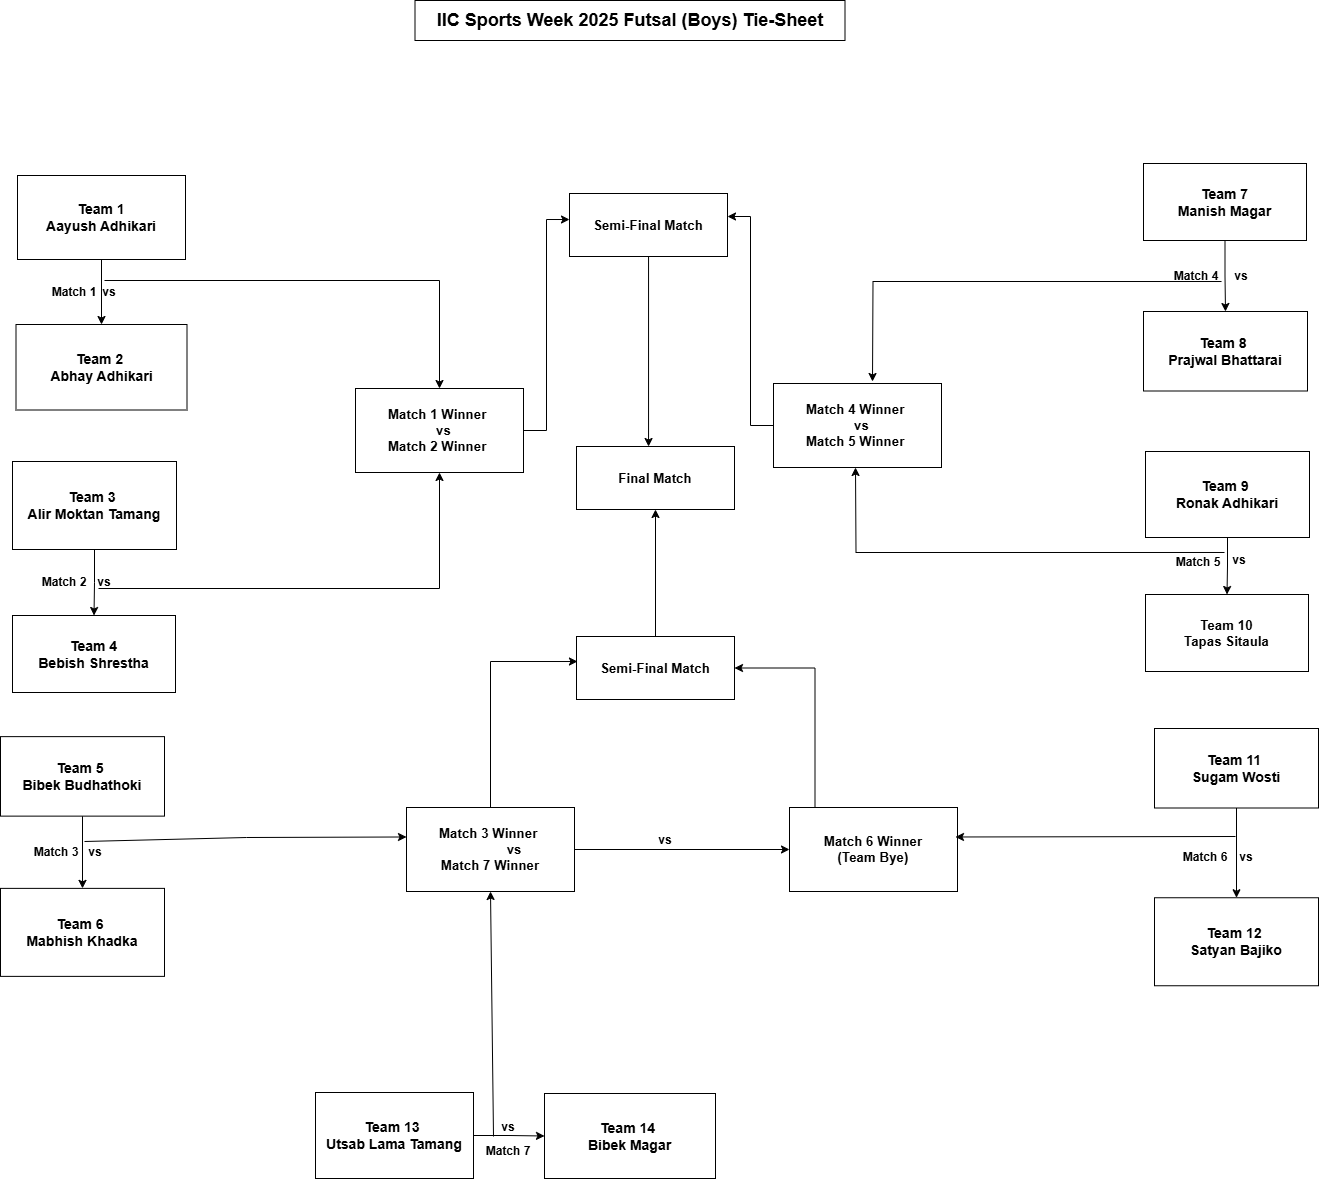 IIC Sports Week 2025 Futsal (Boys) Tie-Sheet
Team 1
Aayush Adhikari
Match 1 vs
Team 2
Abhay Adhikari
Team 3
Alir Moktan Tamang
Match 2 vs
Team 4
Bebish Shrestha
Team 5
Bibek Budhathoki
Match 3 vs
Team 6
Mabhish Khadka
Match 1 Winner
vs
Match 2 Winner
Semi-Final Match
Final Match
Semi-Final Match
Match 4 Winner
vs
Match 5 Winner
Match 3 Winner
vs
Match 7 Winner
vs
Match 6 Winner
(Team Bye)
Team 7
Manish Magar
Match 4 vs
Team 8
Prajwal Bhattarai
Team 9
Ronak Adhikari
Match 5 vs
Team 10
Tapas Sitaula
Team 11
Sugam Wosti
Match 6 vs
Team 12
Satyan Bajiko
Team 13
Utsab Lama Tamang
vs
Match 7
Team 14
Bibek Magar